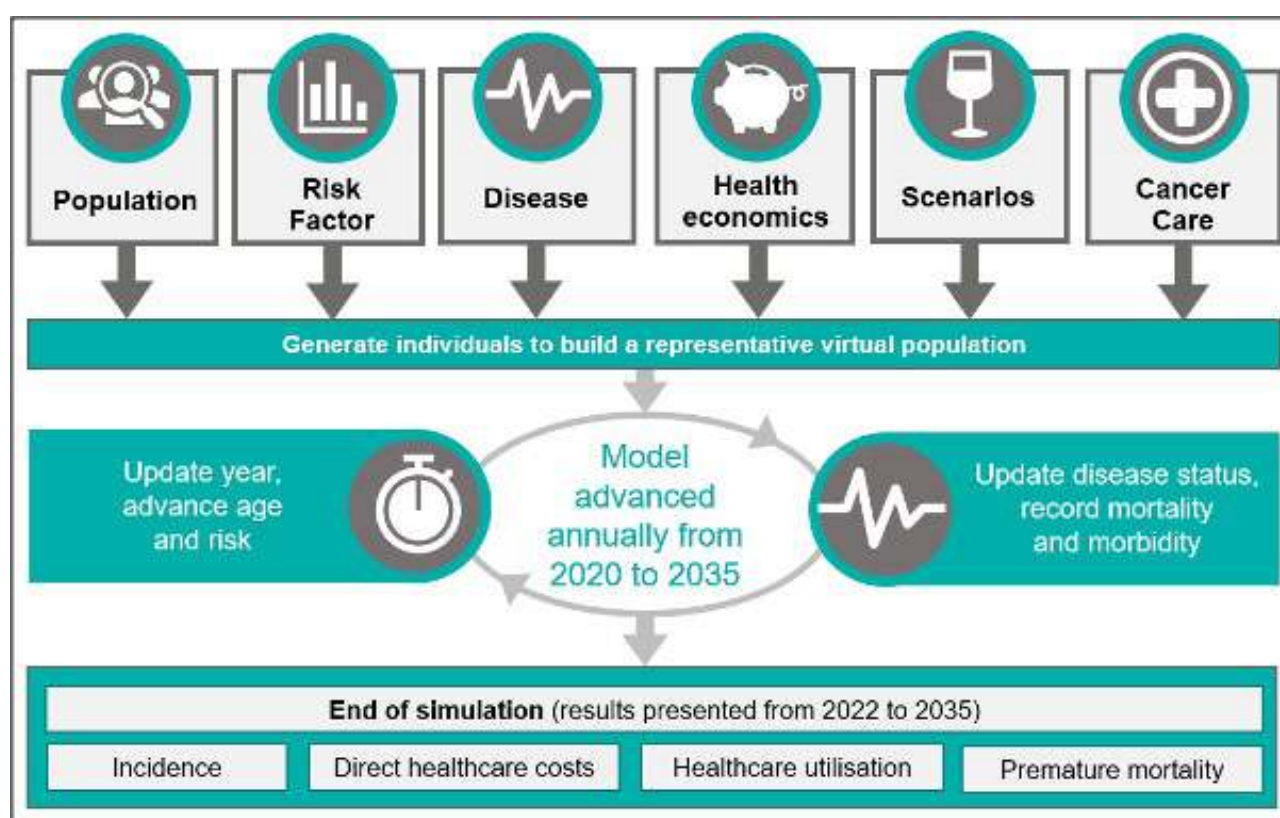 Population
Risk
Factor
Disease
Health
economics
Scenarios
Cancer
Care
Generate individuals to build a representative virtual population
Update year,
advance age
and risk
Model
advanced
annually from
2020 to 2035
Update disease status,
record mortality
and morbidity
End of simulation (results presented from 2022 to 2035)
Incidence
Direct healthcare costs
Healthcare utilisation
Premature mortality